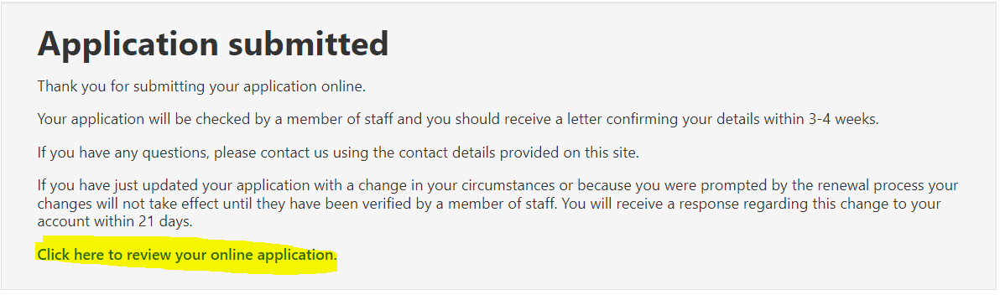 Application submitted
Thank you for submitting your application online.
Your application will be checked by a member of staff and you should receive a letter confirming your details within 3-4 weeks.
If you have any questions, please contact us using the contact details provided on this site.
If you have just updated your application with a change in your circumstances or because you were prompted by the renewal process your
changes will not take effect until they have been verified by a member of staff. You will receive a response regarding this change to your
account within 21 days.
Click here to review your online application.